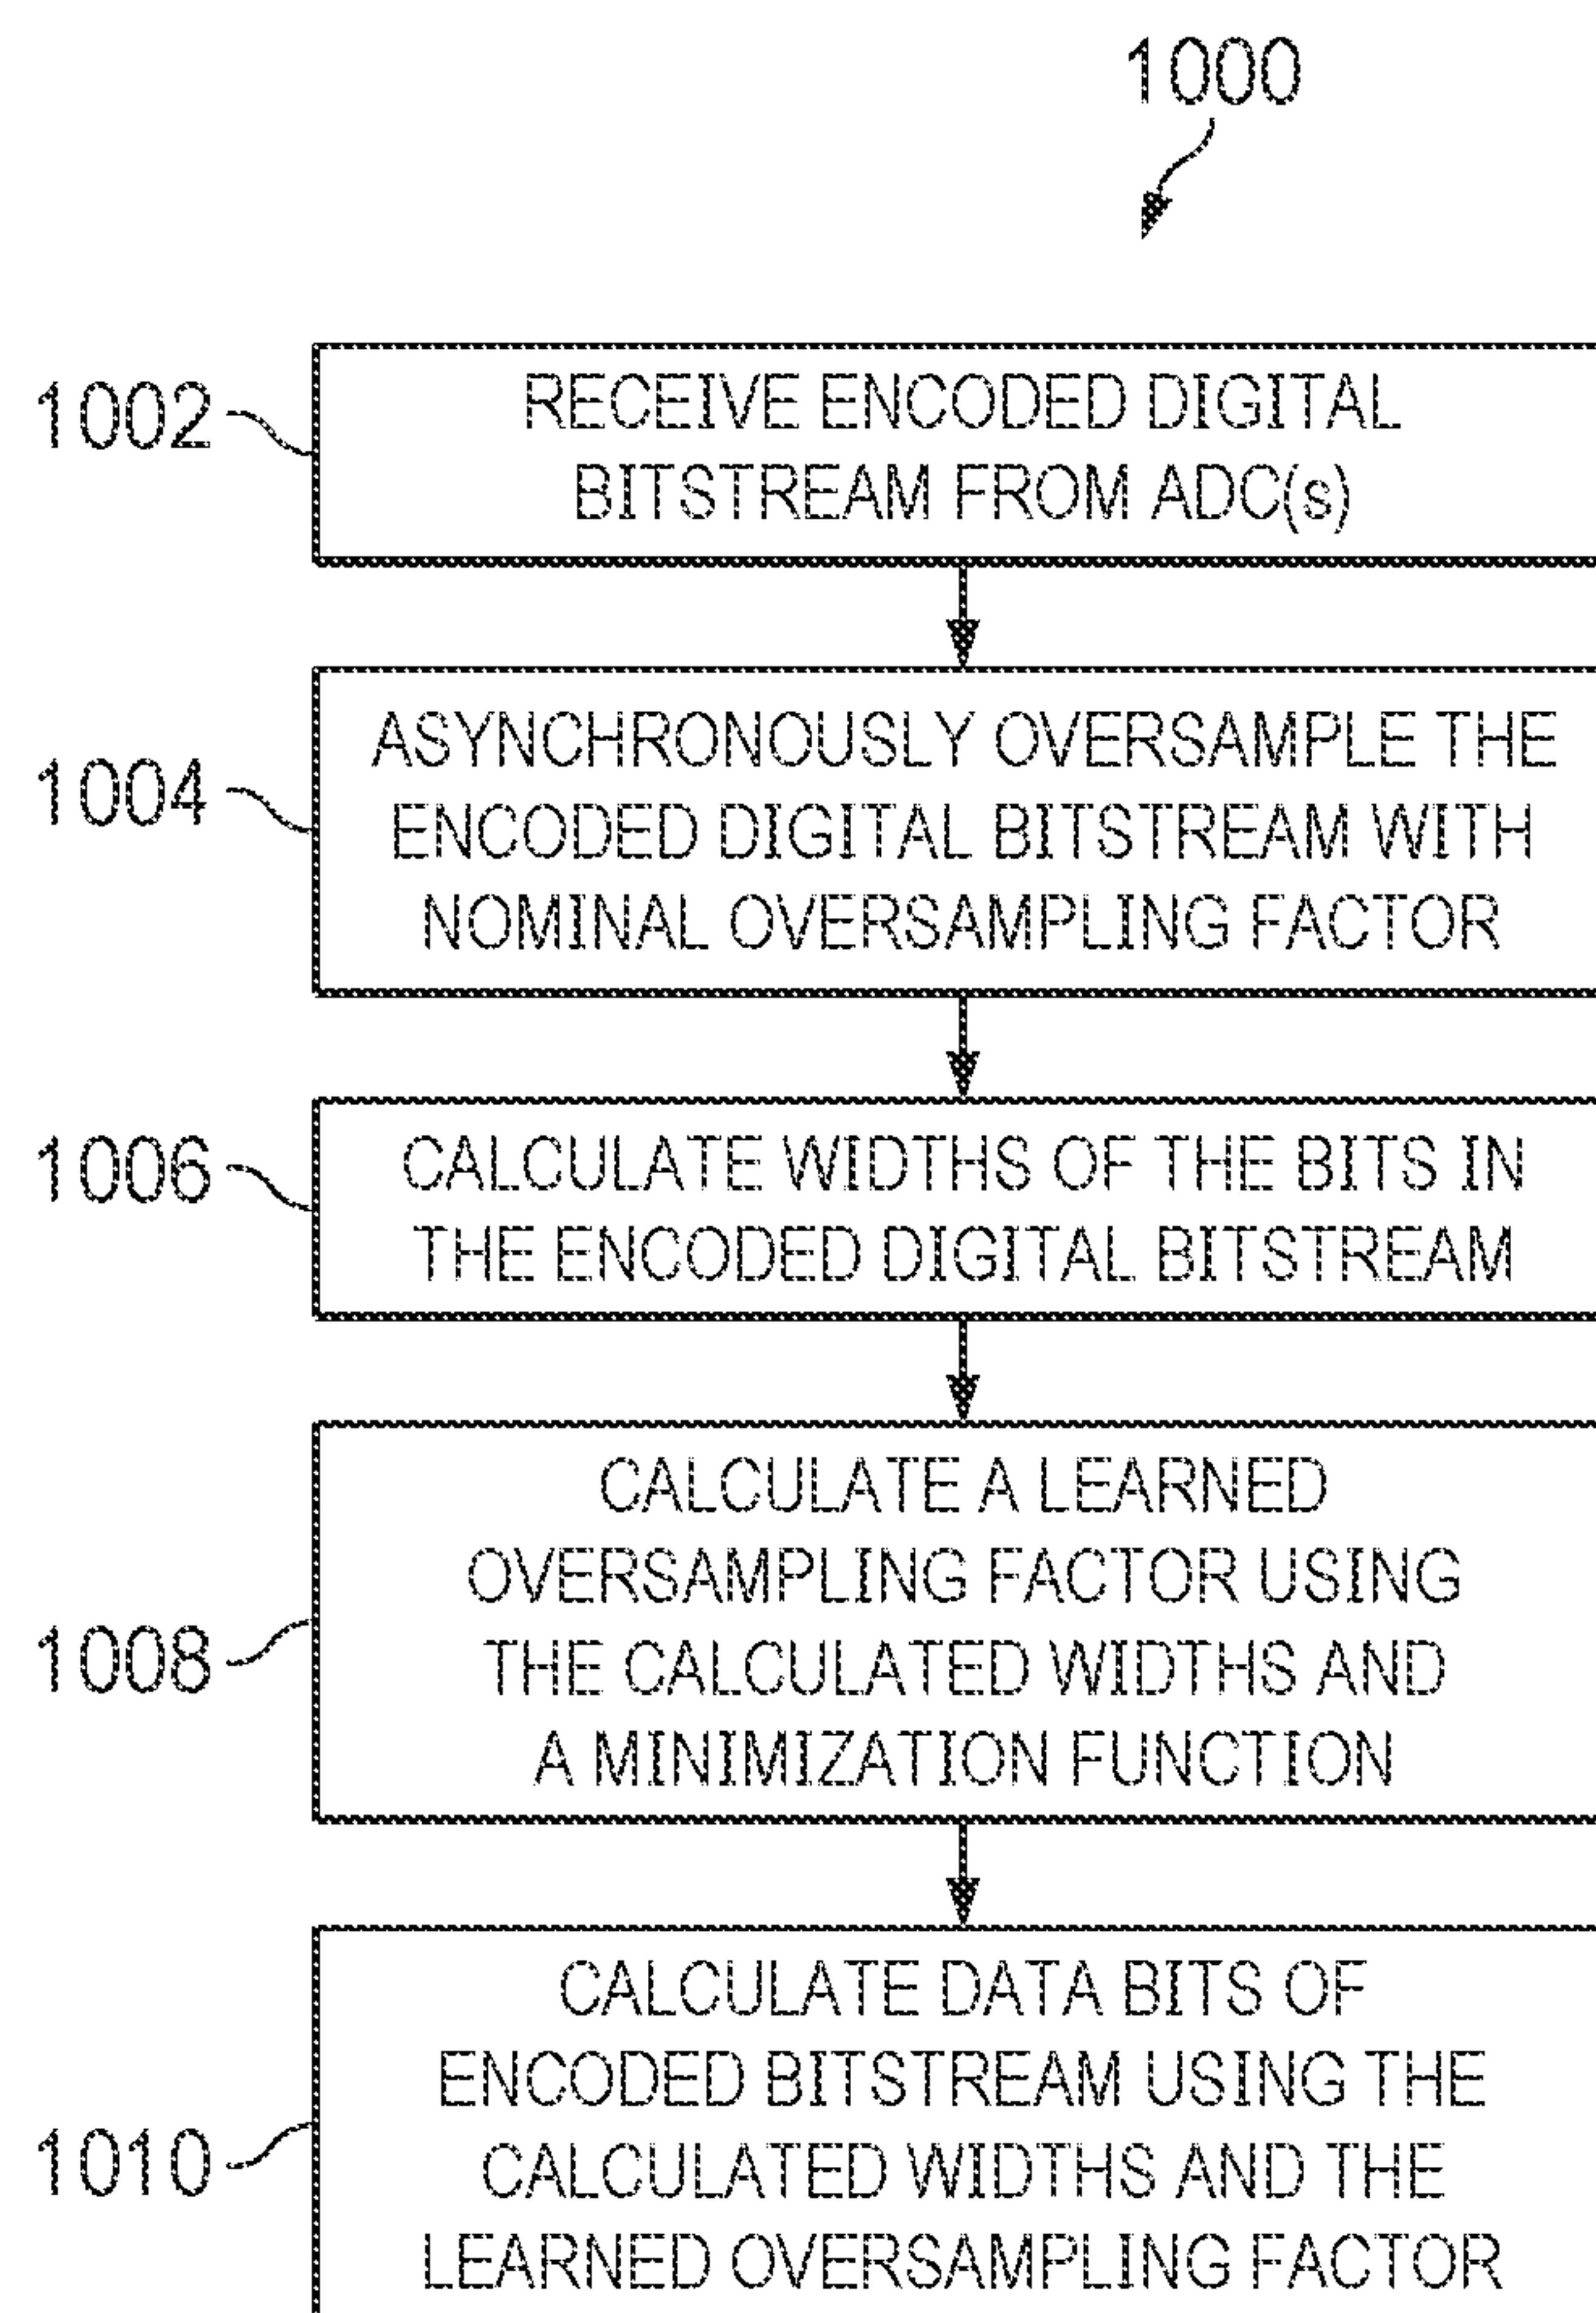 1000
1002
RECEIVE ENCODED DIGITAL
BITSTREAM FROM ADC(s)
1004
ASYNCHRONOUSLY OVERSAMPLE THE
ENCODED DIGITAL BITSTREAM WITH
NOMINAL OVERSAMPLING FACTOR
1006
CALCULATE WIDTHS OF THE BITS IN
THE ENCODED DIGITAL BITSTREAM
1008
CALCULATE A LEARNED
OVERSAMPLING FACTOR USING
THE CALCULATED WIDTHS AND
A MINIMIZATION FUNCTION
1010
CALCULATE DATA BITS OF
ENCODED BITSTREAM USING THE
CALCULATED WIDTHS AND THE
LEARNED OVERSAMPLING FACTOR